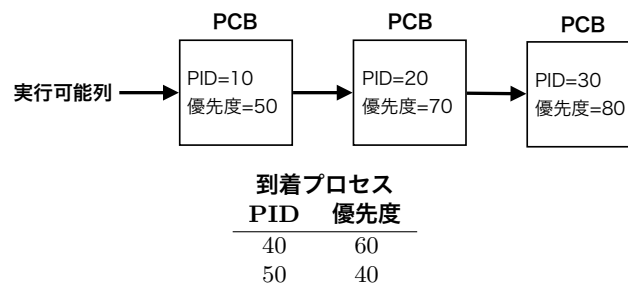 PCB PCB PCB
実行可能列
PID=10
優先度=50
PID=20
優先度=70
PID=30
優先度=80
到着プロセス
PID 優先度
40 60
50 40